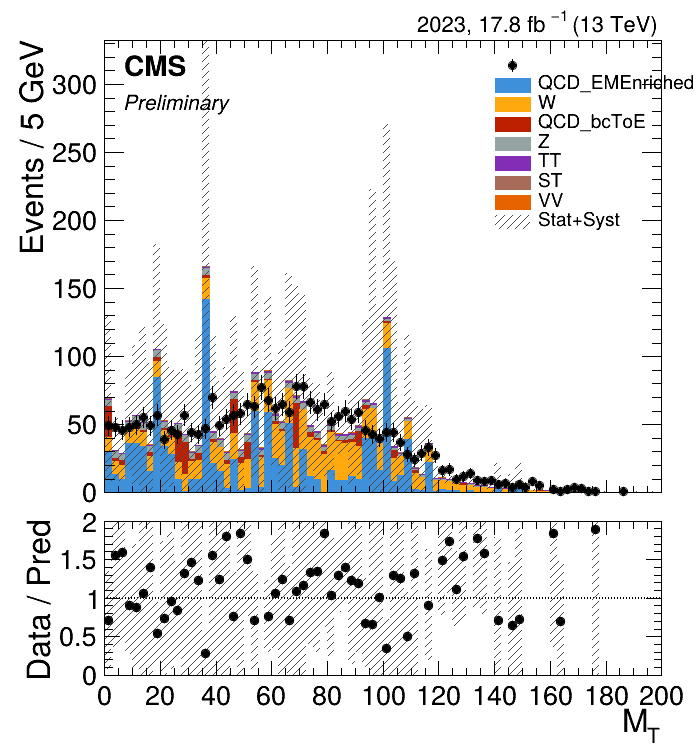 2023, 17.8 fb⁻¹ (13 TeV)
CMS
Preliminary
Events / 5 GeV
300
250
200
150
100
50
0
QCD_EMEnriched
W
QCD_bcToE
Z
TT
ST
VV
Stat+Syst
Data / Pred
2
1.5
1
0.5
0
0 20 40 60 80 100 120 140 160 180 200
M_T